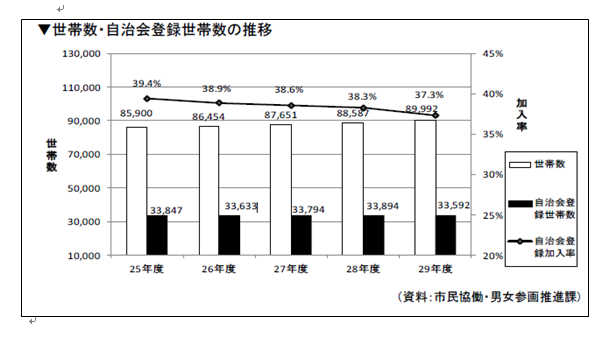 ▼世帯数・自治会登録世帯数の推移
130,000
110,000
90,000
70,000
50,000
30,000
10,000
世帯数
45%
40%
35%
30%
25%
20%
加入率
39.4%
38.9%
38.6%
38.3%
37.3%
85,900
86,454
87,651
88,587
89,992
33,847
33,633
33,794
33,894
33,592
25年度
26年度
27年度
28年度
29年度
世帯数
自治会登
録世帯数
自治会登
録加入率
（資料：市民協働・男女参画推進課）